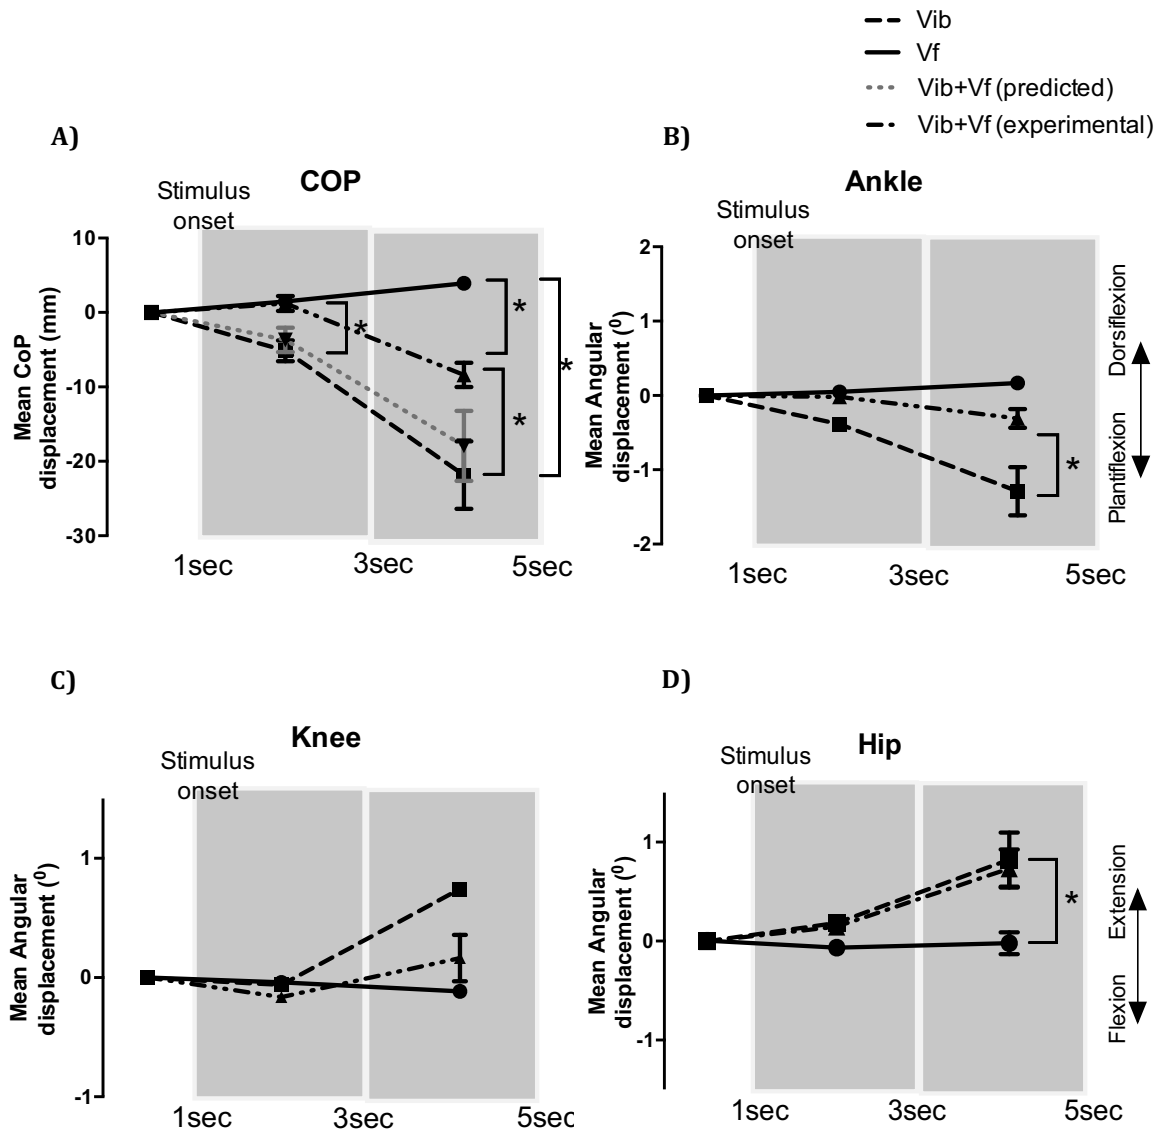 Vib
Vf
Vib+Vf (predicted)
Vib+Vf (experimental)
A)
COP
Stimulus
onset
10
0
-10
-20
-30
Mean CoP
displacement (mm)
*
*
*
*
1sec
3sec
5sec
B)
Ankle
Stimulus
onset
2
1
0
-1
-2
Mean Angular
displacement (⁰)
*
Dorsiflexion
Plantiflexion
1sec
3sec
5sec
C)
Knee
Stimulus
onset
1
0
-1
Mean Angular
displacement (⁰)
1sec
3sec
5sec
D)
Hip
Stimulus
onset
1
0
-1
Mean Angular
displacement (⁰)
*
Extension
Flexion
1sec
3sec
5sec